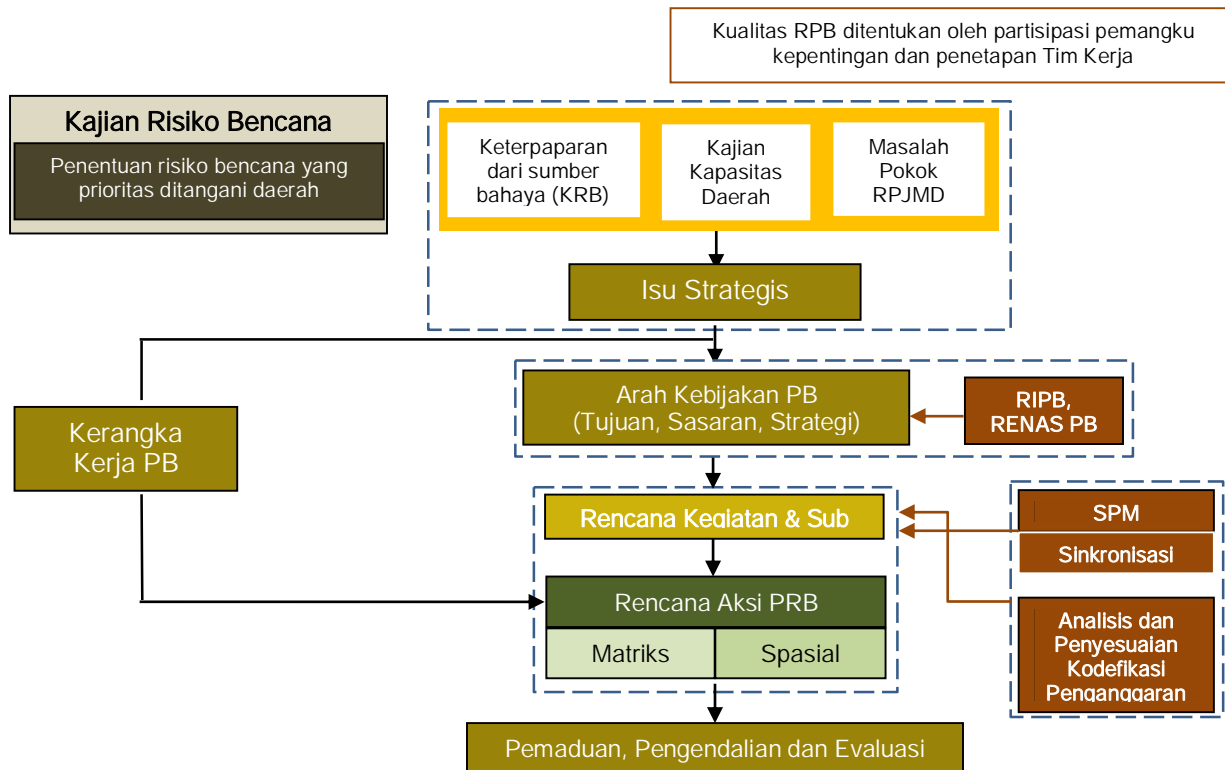 Kualitas RPB ditentukan oleh partisipasi pemangku
kepentingan dan penetapan Tim Kerja
Kajian Risiko Bencana
Penentuan risiko bencana yang
prioritas ditangani daerah
Keterpaparan
dari sumber
bahaya (KRB)
Kajian
Kapasitas
Daerah
Masalah
Pokok
RPJMD
Isu Strategis
Arah Kebijakan PB
(Tujuan, Sasaran, Strategi)
RIPB,
RENAS PB
Kerangka
Kerja PB
Rencana Kegiatan & Sub
SPM
Sinkronisasi
Rencana Aksi PRB
Matriks
Spasial
Analisis dan
Penyesuaian
Kodefikasi
Penganggaran
Pemaduan, Pengendalian dan Evaluasi